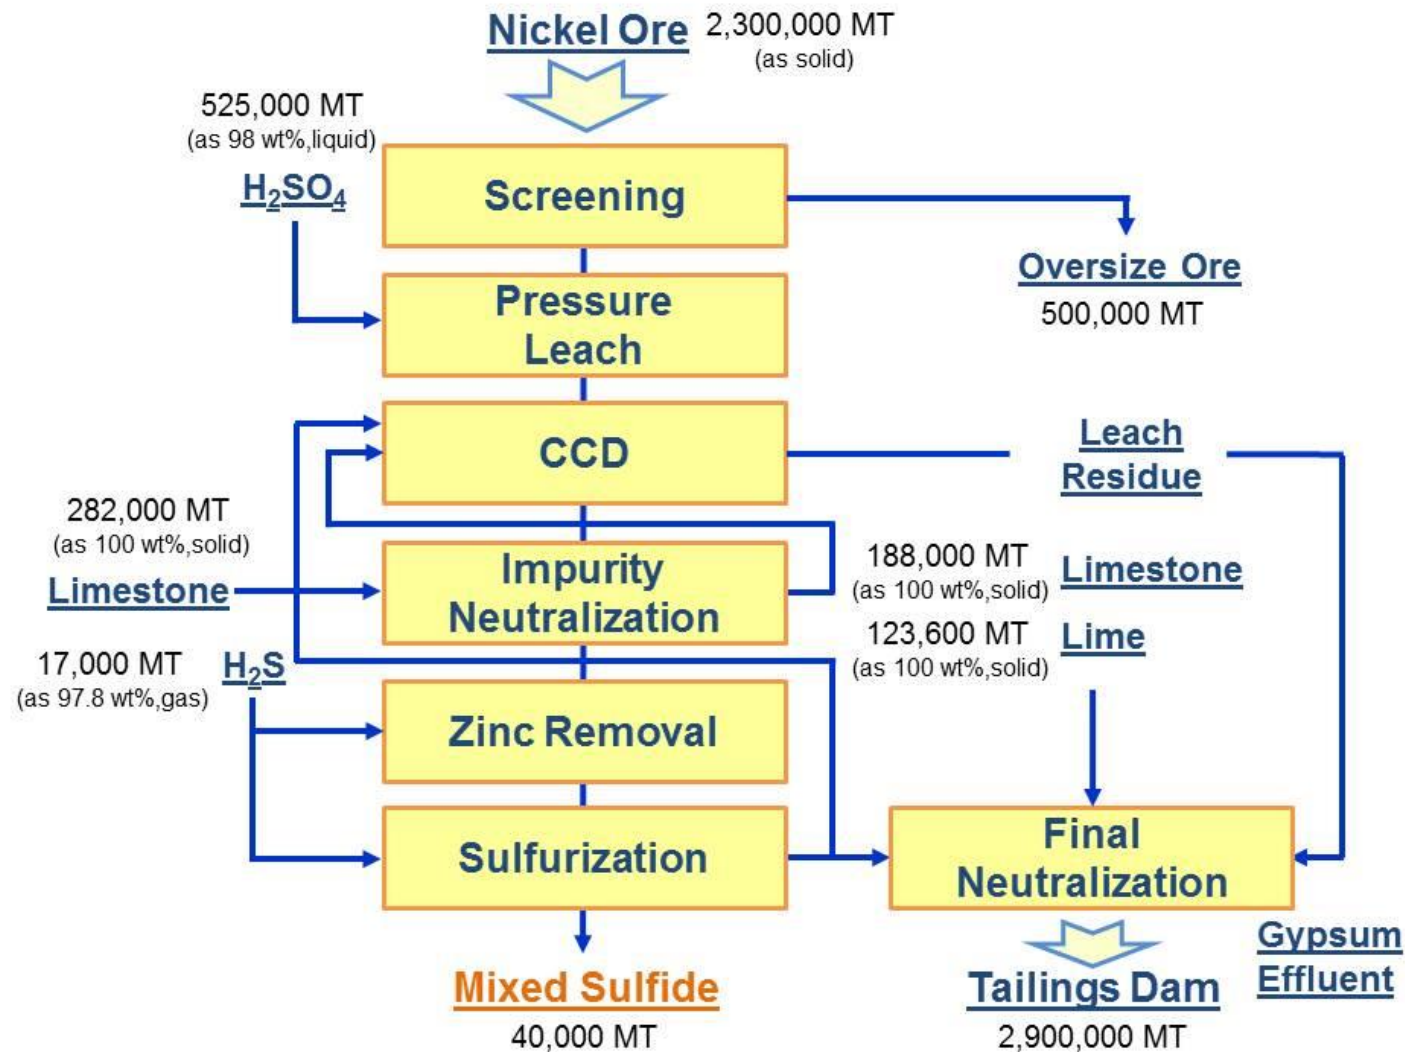 Nickel Ore 2,300,000 MT
(as solid)
525,000 MT
(as 98 wt%,liquid)
H₂SO₄
Screening
Oversize Ore
500,000 MT
Pressure
Leach
CCD
Leach
Residue
282,000 MT
(as 100 wt%,solid)
Limestone
Impurity
Neutralization
188,000 MT
(as 100 wt%,solid)
Limestone
123,600 MT
(as 100 wt%,solid)
Lime
17,000 MT
(as 97.8 wt%,gas)
H₂S
Zinc Removal
Sulfurization
Final
Neutralization
Gypsum
Effluent
Mixed Sulfide
40,000 MT
Tailings Dam
2,900,000 MT